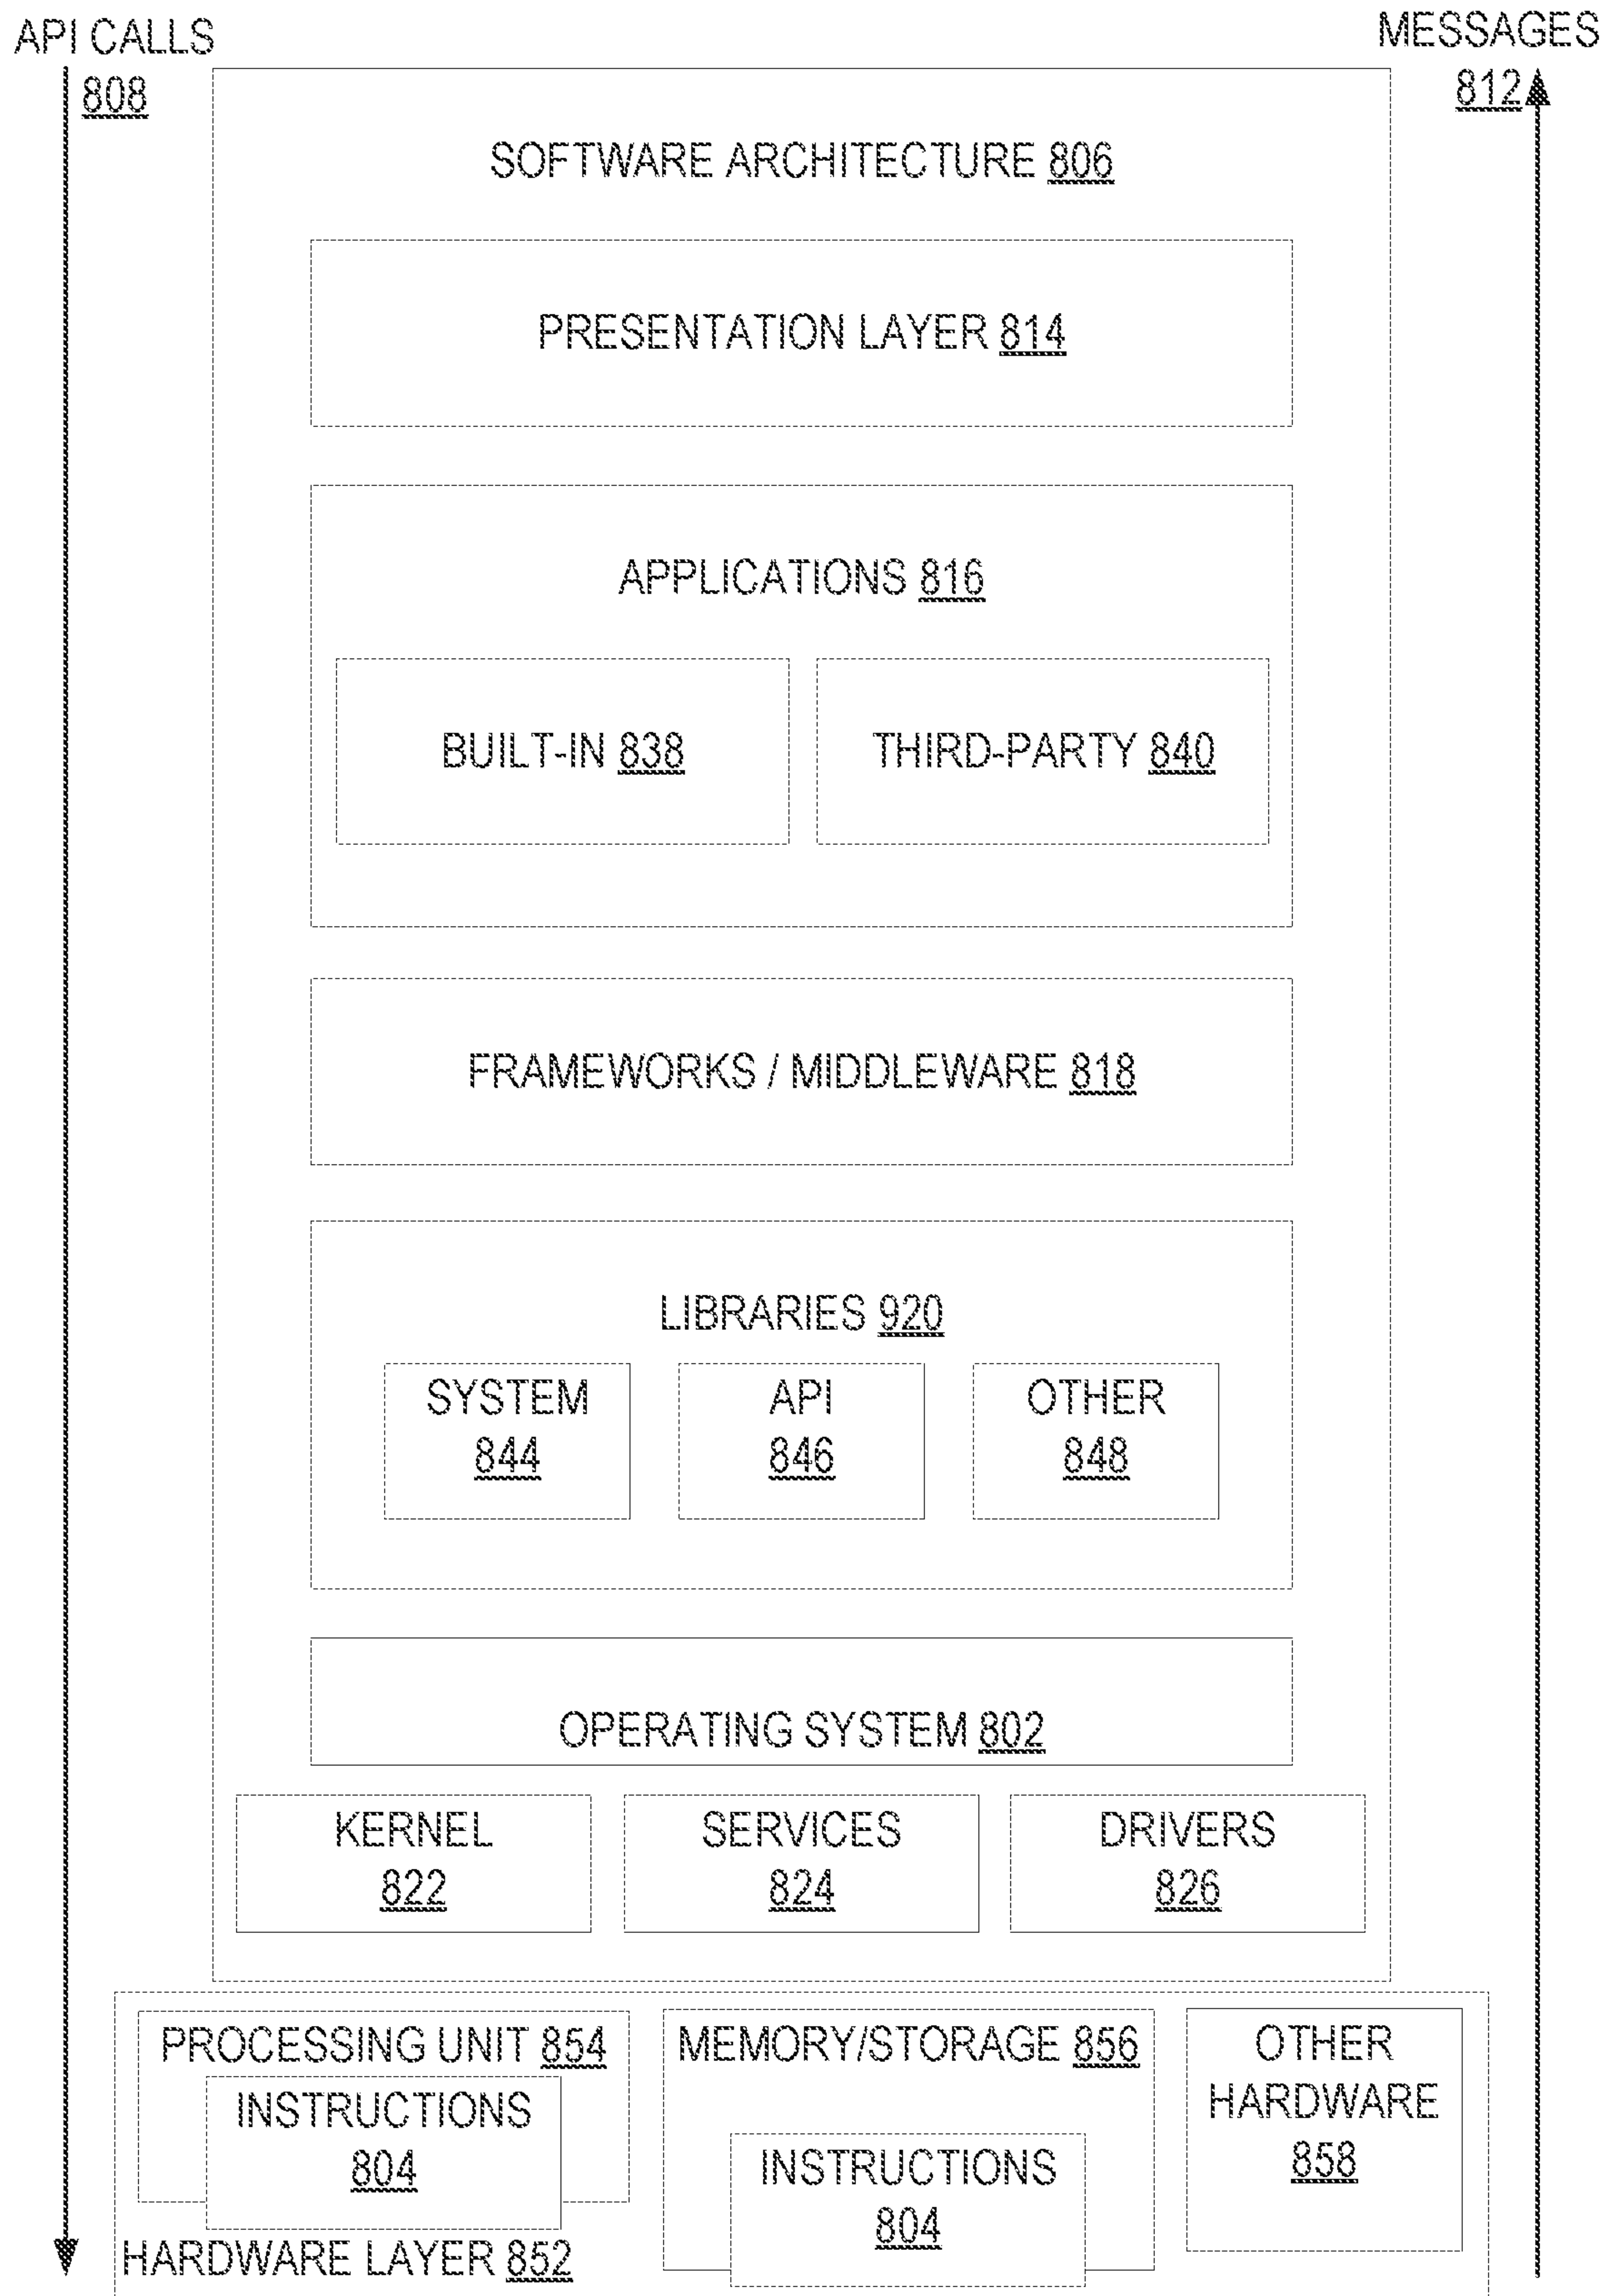 API CALLS
808
MESSAGES
812
SOFTWARE ARCHITECTURE 806
PRESENTATION LAYER 814
APPLICATIONS 816
BUILT-IN 838
THIRD-PARTY 840
FRAMEWORKS / MIDDLEWARE 818
LIBRARIES 920
SYSTEM
844
API
846
OTHER
848
OPERATING SYSTEM 802
KERNEL
822
SERVICES
824
DRIVERS
826
PROCESSING UNIT 854
INSTRUCTIONS
804
MEMORY/STORAGE 856
INSTRUCTIONS
804
OTHER
HARDWARE
858
HARDWARE LAYER 852